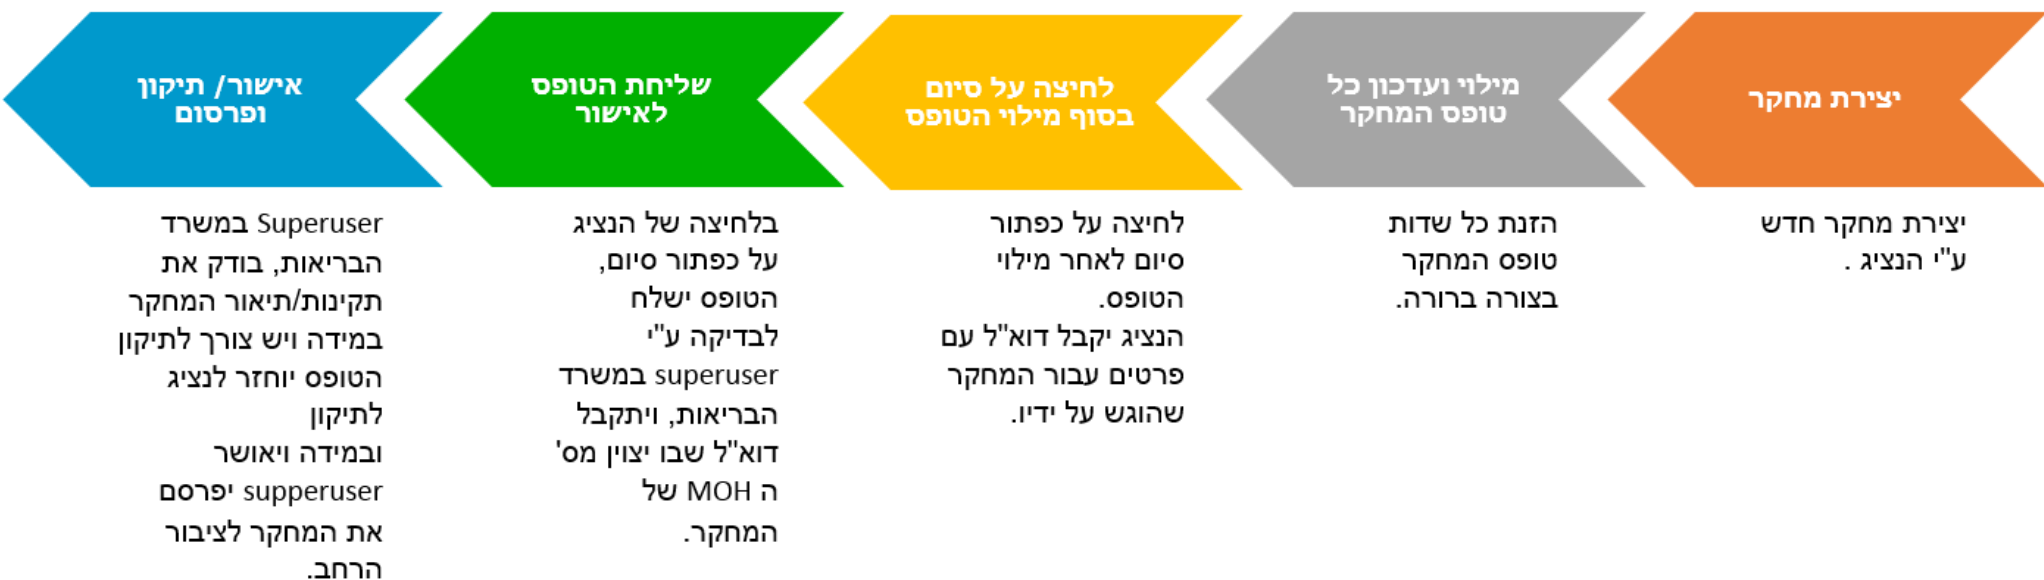 יצירת מחקר
יצירת מחקר חדש
ע"י הנציג .
מילוי ועדכון כל
טופס המחקר
הזנת כל שדות
טופס המחקר
בצורה ברורה.
לחיצה על סיום
בסוף מילוי הטופס
לחיצה על כפתור
סיום לאחר מילוי
הטופס.
הנציג יקבל דוא"ל עם
פרטים עבור המחקר
שהוגש על ידיו.
שליחת הטופס
לאישור
בלחיצה של הנציג
על כפתור סיום,
הטופס ישלח
לבדיקה ע"י
superuser במשרד
הבריאות, ויתקבל
דוא"ל שבו יצוין מס'
ה MOH של
המחקר.
אישור/ תיקון
ופרסום
Superuser במשרד
הבריאות, בודק את
תקינות/תיאור המחקר
במידה ויש צורך לתיקון
הטופס יוחזר לנציג
לתיקון
ובמידה ויאושר
supperuser יפרסם
את המחקר לציבור
הרחב.